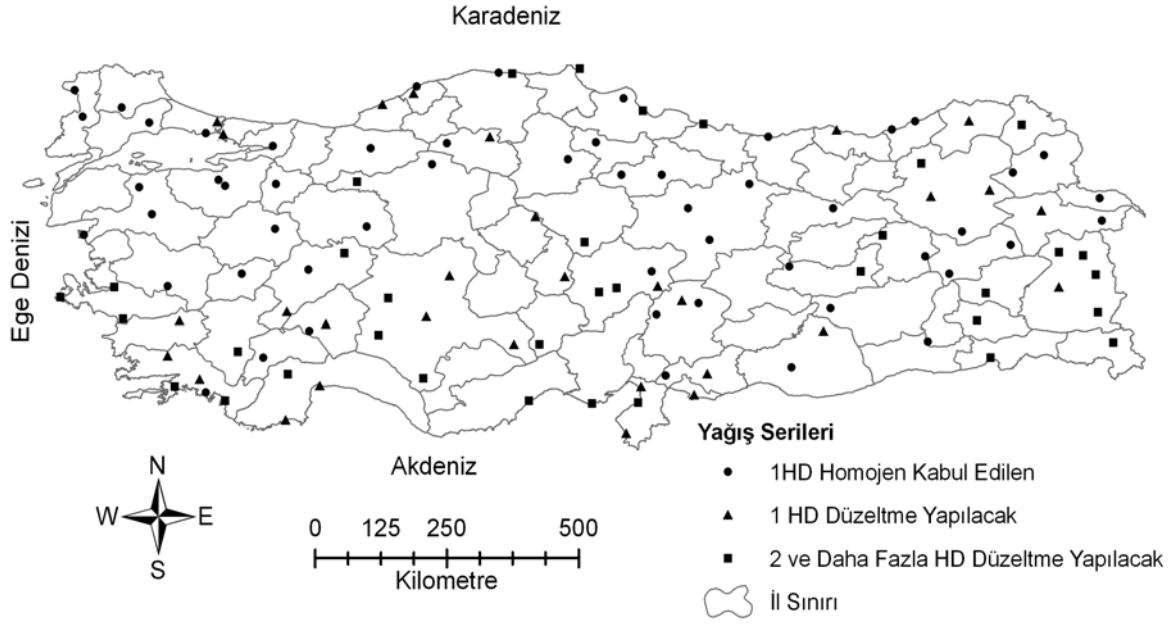 Karadeniz
Ege Denizi
Akdeniz
N
W E
S
0 125 250 500
Kilometre
Yağış Serileri
1HD Homojen Kabul Edilen
1 HD Düzeltme Yapılacak
2 ve Daha Fazla HD Düzeltme Yapılacak
İl Sınırı